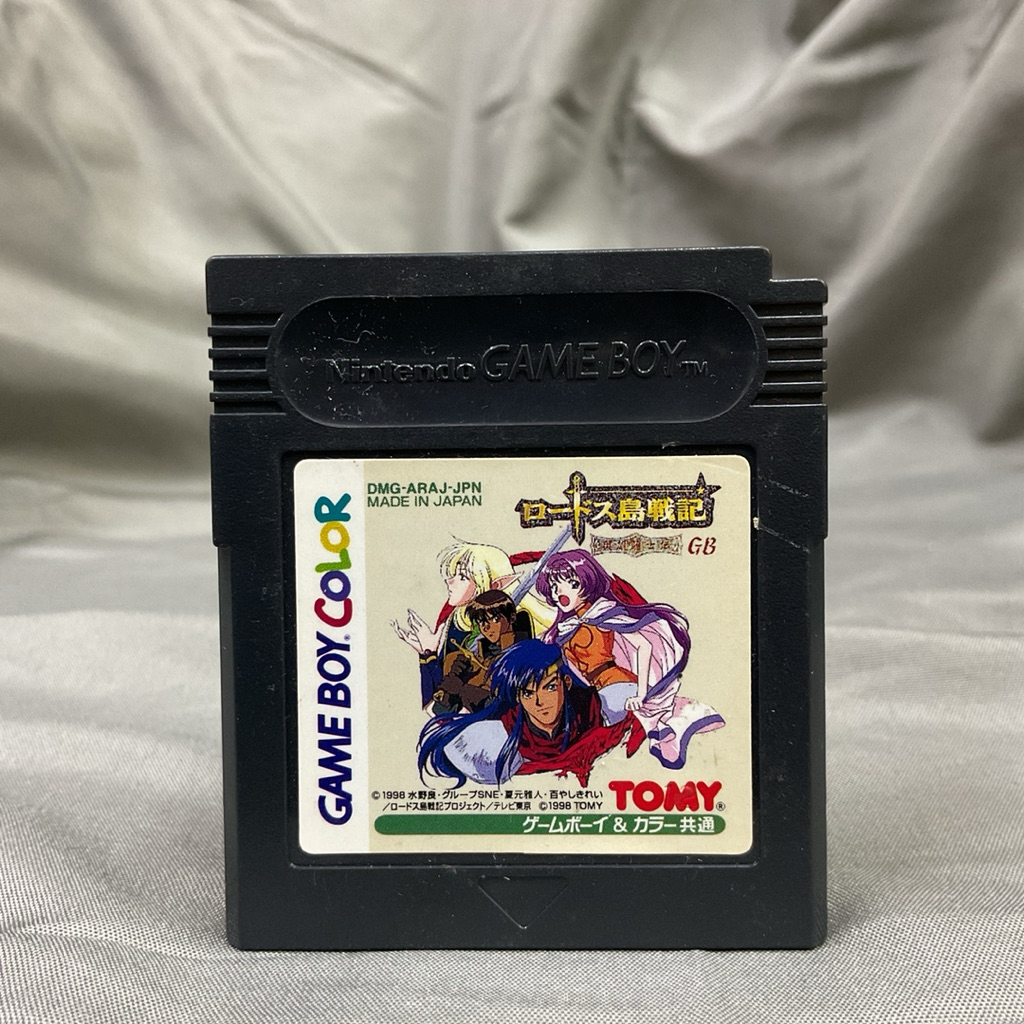 Nintendo GAME BOY™
GAME BOY. COLOR
DMG-ARAJ-JPN
MADE IN JAPAN
ロードス島戦記
GB
©1998 水野良・グループSNE・夏元雅人・百やしきれい
/ロードス島戦記プロジェクト/テレビ東京 ©1998 TOMY
TOMY®
ゲームボーイ & カラー共通